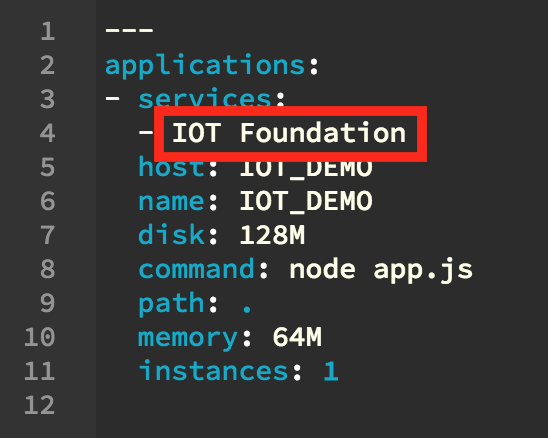 1 ---
2 applications:
3 - services:
4 - IOT Foundation
5 host: IOT_DEMO
6 name: IOT_DEMO
7 disk: 128M
8 command: node app.js
9 path: .
10 memory: 64M
11 instances: 1
12